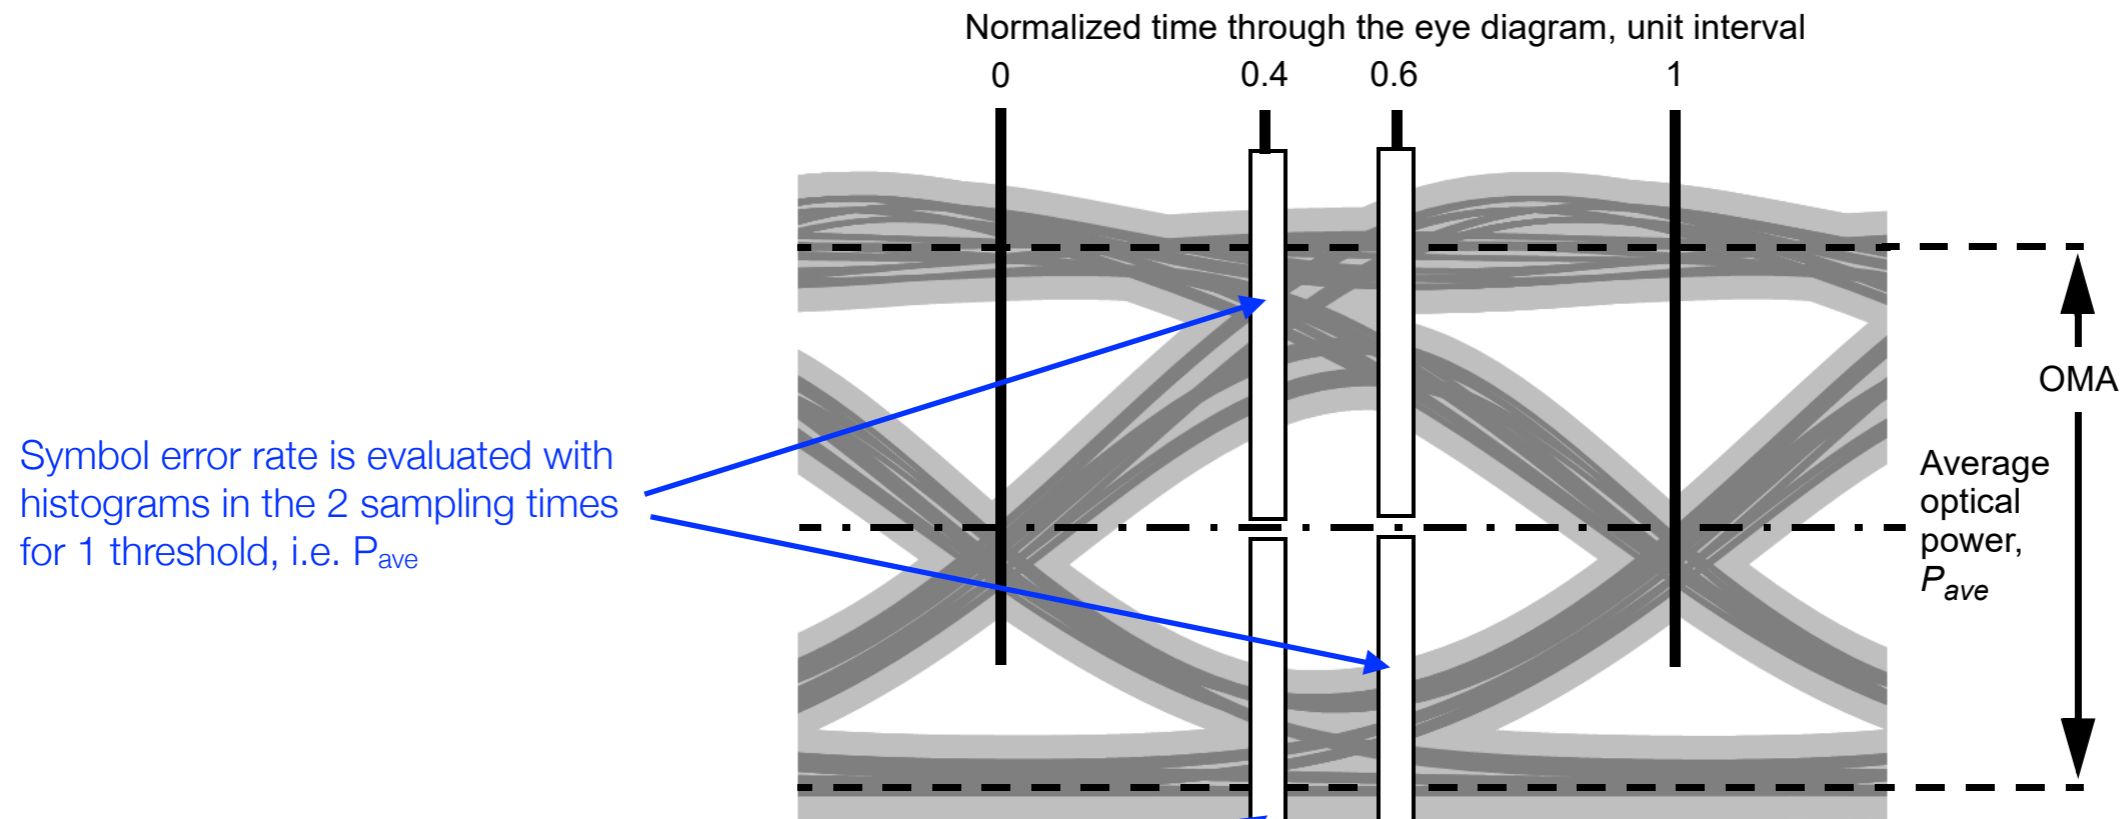 Normalized time through the eye diagram, unit interval
0 0.4 0.6 1
OMA
Symbol error rate is evaluated with
histograms in the 2 sampling times
for 1 threshold, i.e. Pave
Average
optical
power,
Pave